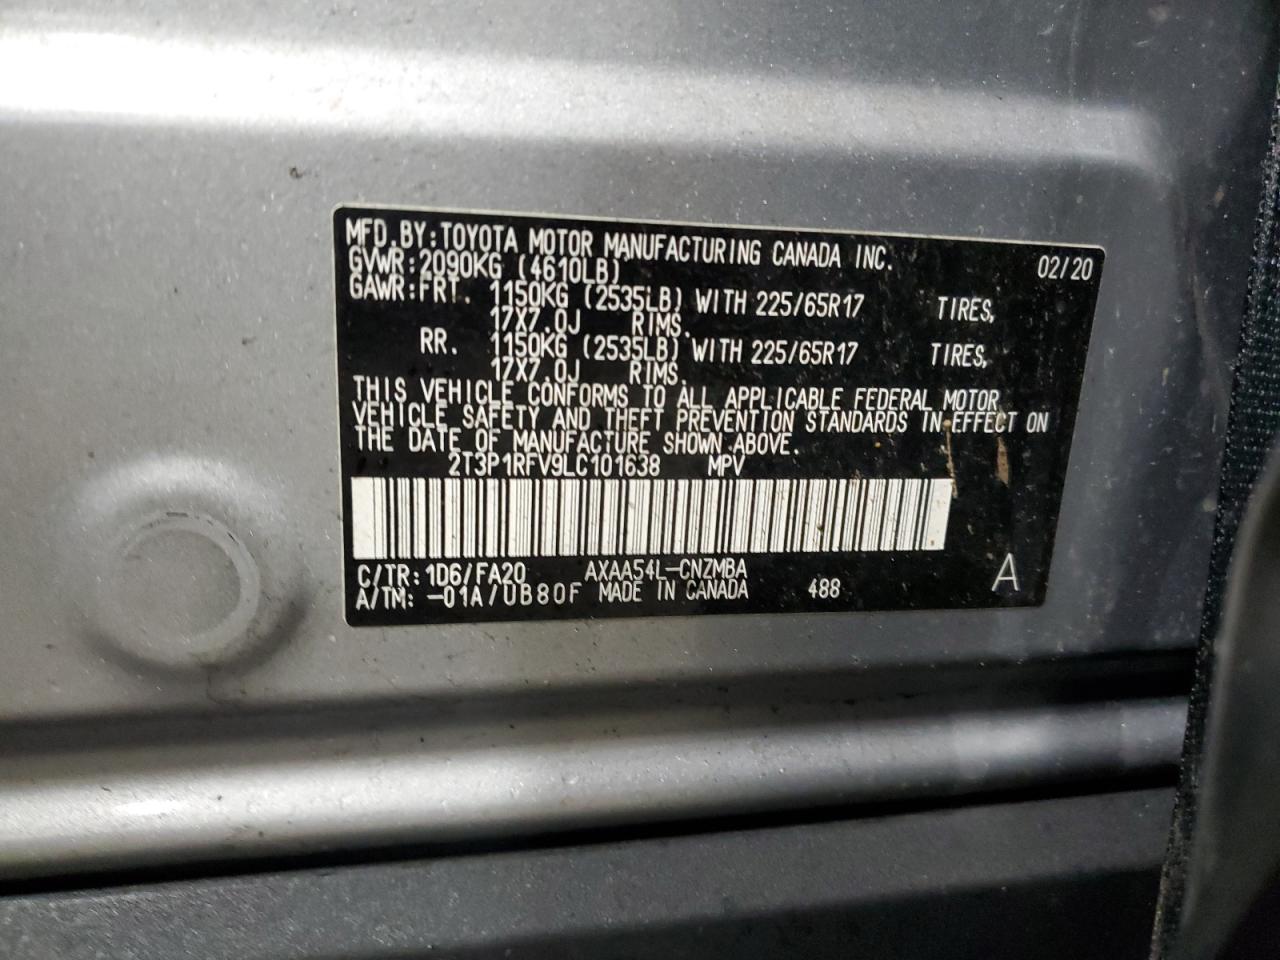 MFD.BY:TOYOTA MOTOR MANUFACTURING CANADA INC.
GVWR:2090KG (4610LB) 02/20
GAWR:FRT. 1150KG (2535LB) WITH 225/65R17 TIRES,
17X7.0J RIMS.
RR. 1150KG (2535LB) WITH 225/65R17 TIRES,
17X7.0J RIMS.
THIS VEHICLE CONFORMS TO ALL APPLICABLE FEDERAL MOTOR
VEHICLE SAFETY AND THEFT PREVENTION STANDARDS IN EFFECT ON
THE DATE OF MANUFACTURE SHOWN ABOVE.
2T3P1RFV9LC101638 MPV
C/TR:1D6/FA20 AXAA54L-CNZMBA
A/TM:-01A/UB80F MADE IN CANADA 488 A